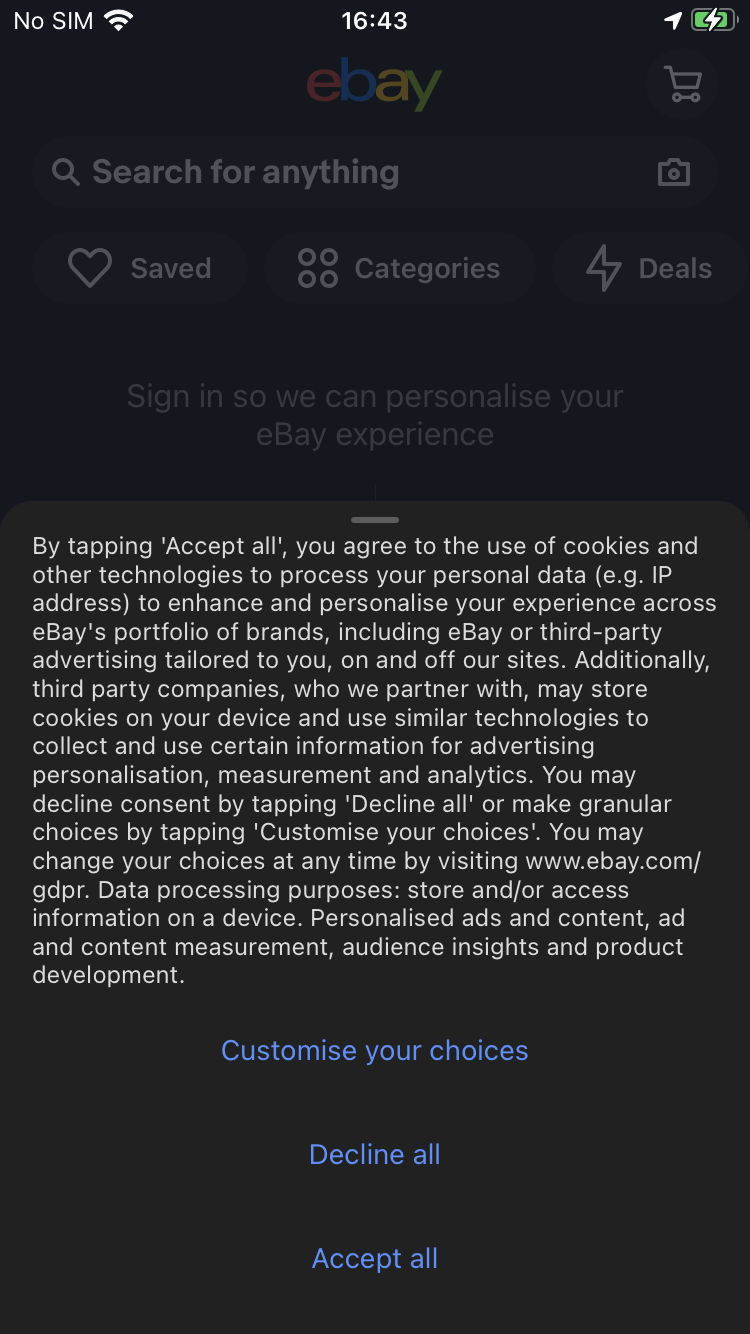 No SIM 16:43
ebay
Search for anything
Saved Categories Deals
Sign in so we can personalise your
eBay experience
By tapping 'Accept all', you agree to the use of cookies and
other technologies to process your personal data (e.g. IP
address) to enhance and personalise your experience across
eBay's portfolio of brands, including eBay or third-party
advertising tailored to you, on and off our sites. Additionally,
third party companies, who we partner with, may store
cookies on your device and use similar technologies to
collect and use certain information for advertising
personalisation, measurement and analytics. You may
decline consent by tapping 'Decline all' or make granular
choices by tapping 'Customise your choices'. You may
change your choices at any time by visiting www.ebay.com/
gdpr. Data processing purposes: store and/or access
information on a device. Personalised ads and content, ad
and content measurement, audience insights and product
development.
Customise your choices
Decline all
Accept all